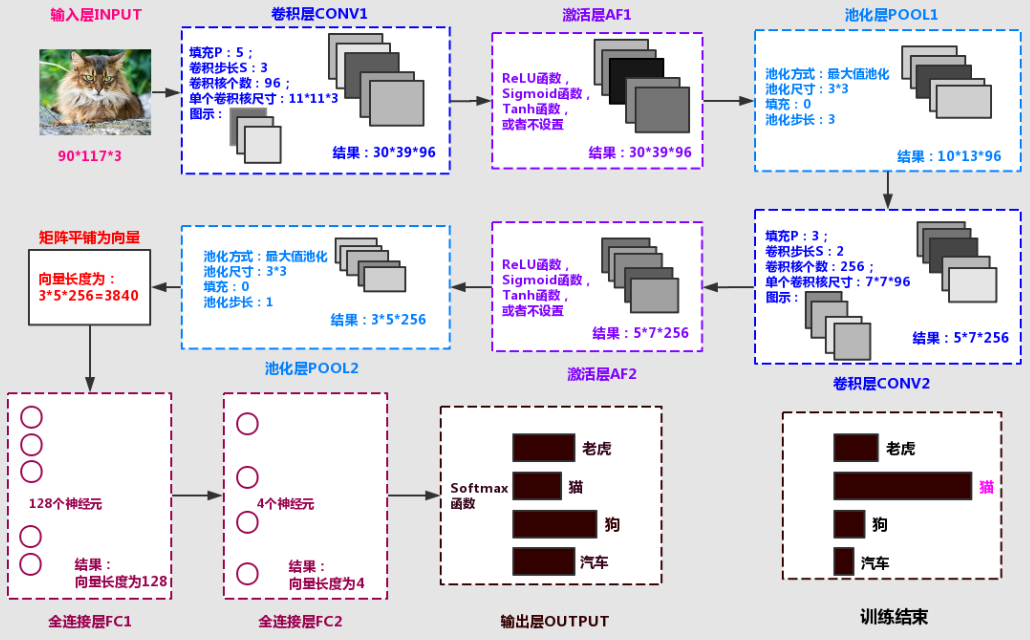 输入层INPUT
90*117*3
卷积层CONV1
填充P：5；
卷积步长S：3
卷积核个数：96；
单个卷积核尺寸：11*11*3
图示：
结果：30*39*96
激活层AF1
ReLU函数，
Sigmoid函数，
Tanh函数，
或者不设置
结果：30*39*96
池化层POOL1
池化方式：最大值池化
池化尺寸：3*3
填充：0
池化步长：3
结果：10*13*96
填充P：3；
卷积步长S：2
卷积核个数：256；
单个卷积核尺寸：7*7*96
图示：
结果：5*7*256
卷积层CONV2
ReLU函数，
Sigmoid函数，
Tanh函数，
或者不设置
结果：5*7*256
激活层AF2
池化方式：最大值池化
池化尺寸：3*3
填充：0
池化步长：1
结果：3*5*256
池化层POOL2
矩阵平铺为向量
向量长度为：
3*5*256=3840
128个神经元
结果：
向量长度为128
全连接层FC1
4个神经元
结果：
向量长度为4
全连接层FC2
Softmax
函数
老虎
猫
狗
汽车
输出层OUTPUT
老虎
猫
狗
汽车
训练结束